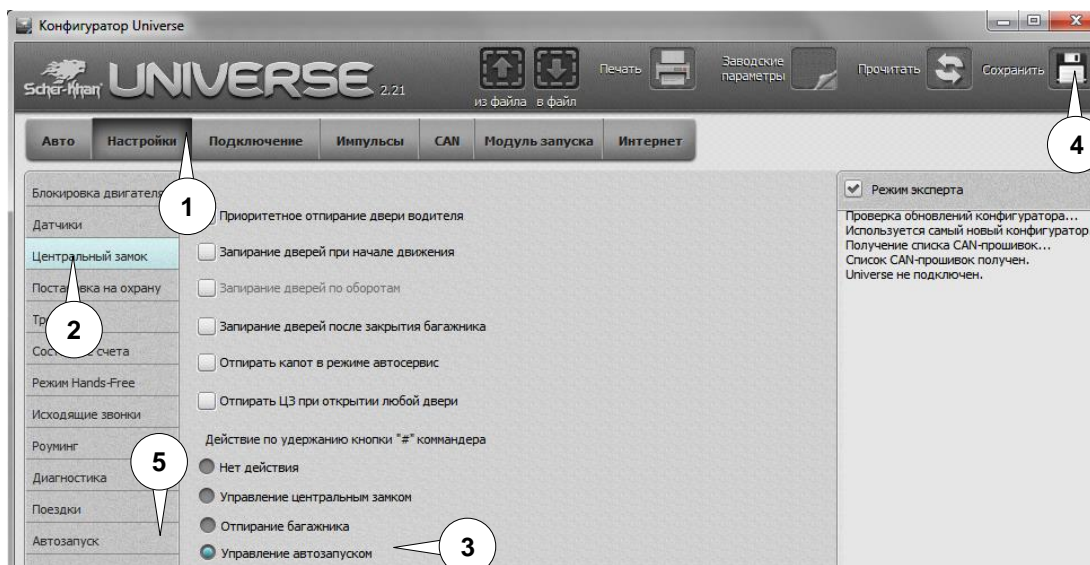 Конфигуратор Universe
Scher-Khan UNIVERSE 2.21
из файла в файл
Печать
Заводские
параметры
Прочитать
Сохранить
4
Авто Настройки Подключение Импульсы CAN Модуль запуска Интернет
1
Блокировка двигателя
Датчики
Центральный замок
Постановка на охрану
2
Режим Hands-Free
Исходящие звонки
Роуминг
Диагностика
Поездки
Автозапуск
5
Приоритетное отпирание двери водителя
Запирание дверей при начале движения
Запирание дверей по оборотам
Запирание дверей после закрытия багажника
Отпирать капот в режиме автосервис
Отпирать ЦЗ при открытии любой двери
Действие по удержанию кнопки "#" коммандера
Нет действия
Управление центральным замком
Отпирание багажника
Управление автозапуском
3
Режим эксперта
Проверка обновлений конфигуратора...
Используется самый новый конфигуратор
Получение списка CAN-прошивок...
Список CAN-прошивок получен.
Universe не подключен.